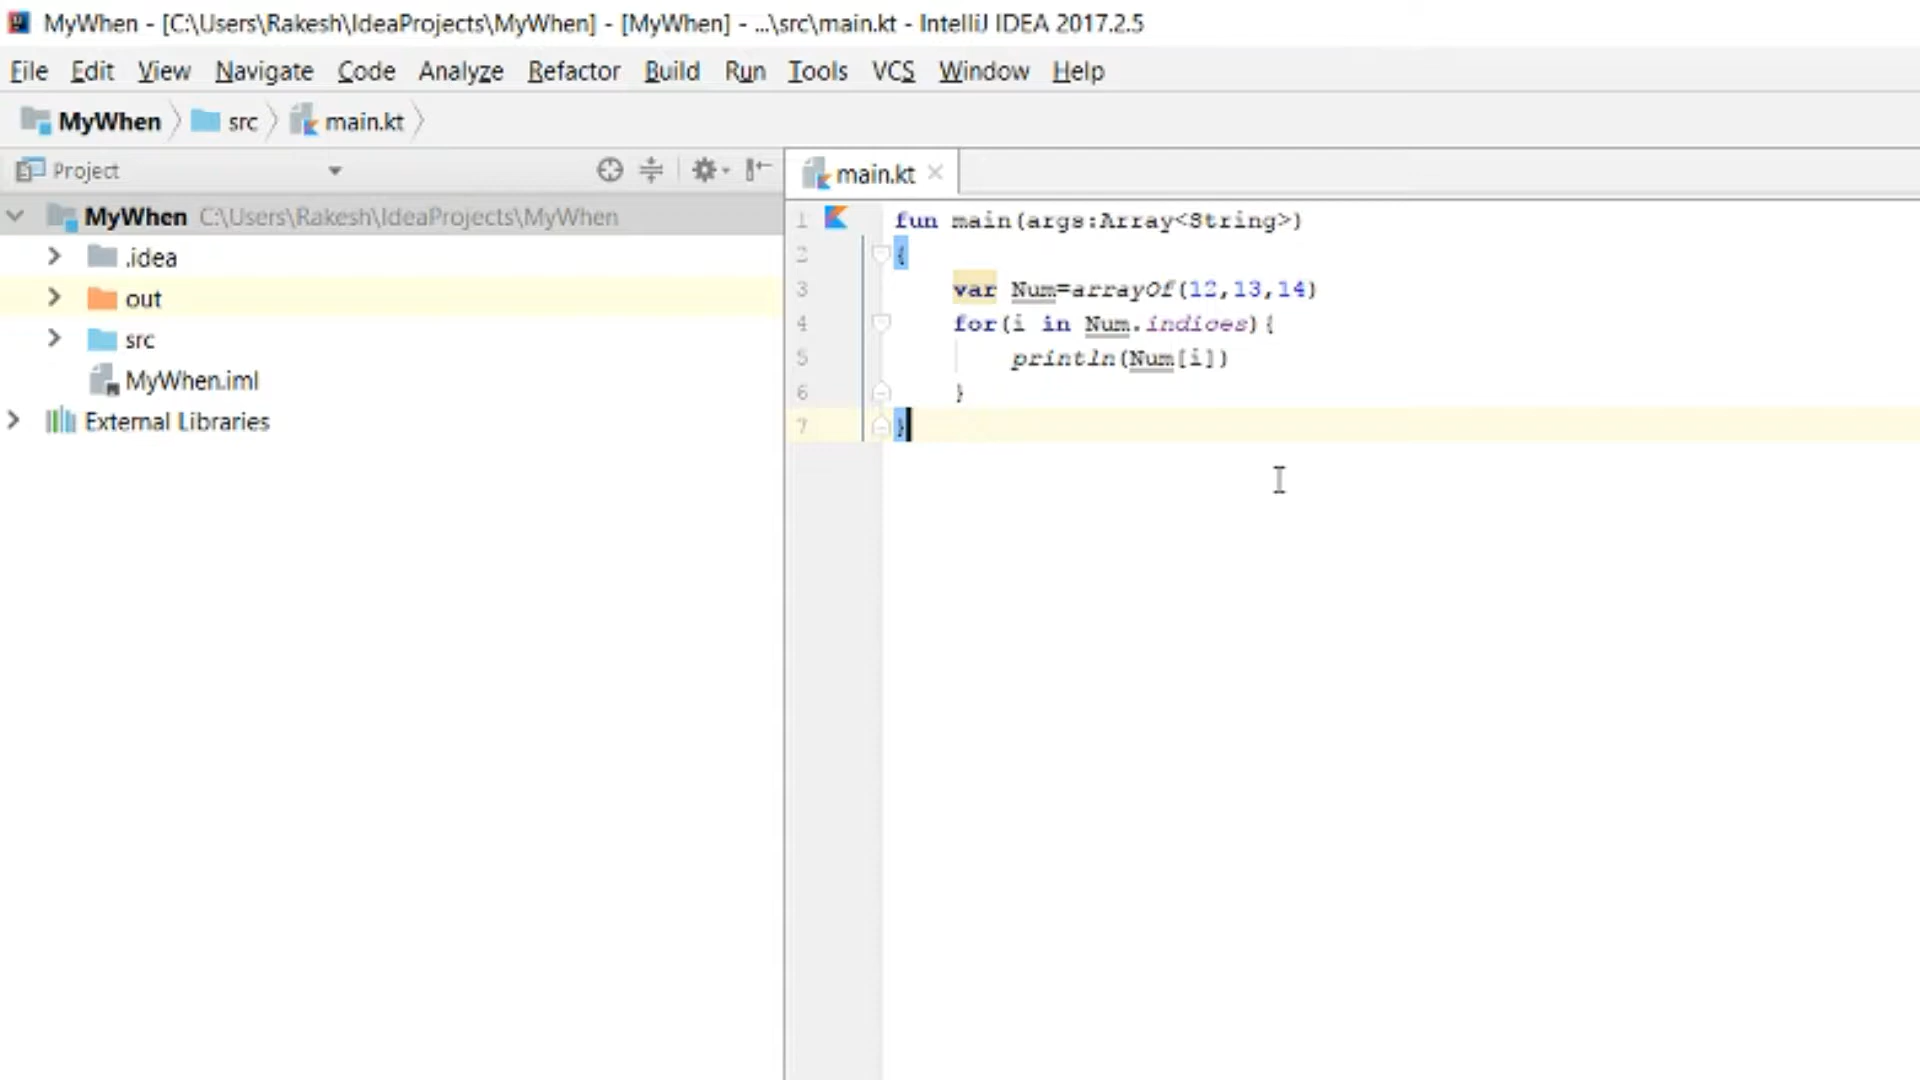 MyWhen - [C:\Users\Rakesh\IdeaProjects\MyWhen] - [MyWhen] - ...\src\main.kt - IntelliJ IDEA 2017.2.5
File Edit View Navigate Code Analyze Refactor Build Run Tools VCS Window Help
MyWhen src main.kt
Project
main.kt
MyWhen C:\Users\Rakesh\IdeaProjects\MyWhen
.idea
out
src
MyWhen.iml
External Libraries
1 fun main(args:Array<String>)
2 {
3 var Num=arrayOf(12,13,14)
4 for(i in Num.indices){
5 println(Num[i])
6 }
7 }